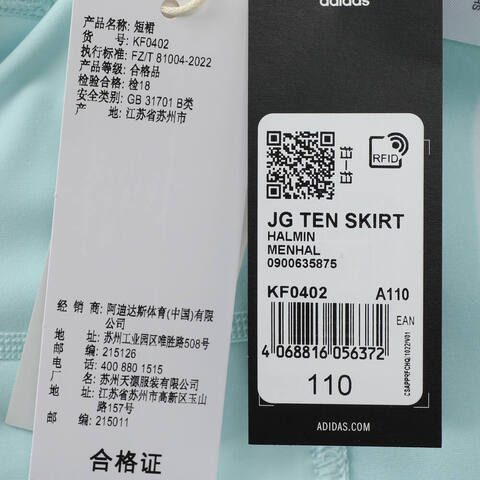 产品名称: 短裙
货 号: KF0402
执行标准: FZ/T 81004-2022
产品等级: 合格品
检验合格: 检18
安全类别: GB 31701 B类
产 地: 江苏省苏州市
经 销 商: 阿迪达斯体育(中国)有限
公司
地 址: 苏州工业园区唯胜路508号
邮 编: 215126
电 话: 400 880 1515
厂 名: 苏州天源服装有限公司
地 址: 江苏省苏州市高新区玉山
路157号
邮 编: 215011
合格证
adidas
RFID
JG TEN SKIRT
HALMIN
MENHAL
0900635875
KF0402 A110
EAN
4 068816 056372
110
ADIDAS.COM